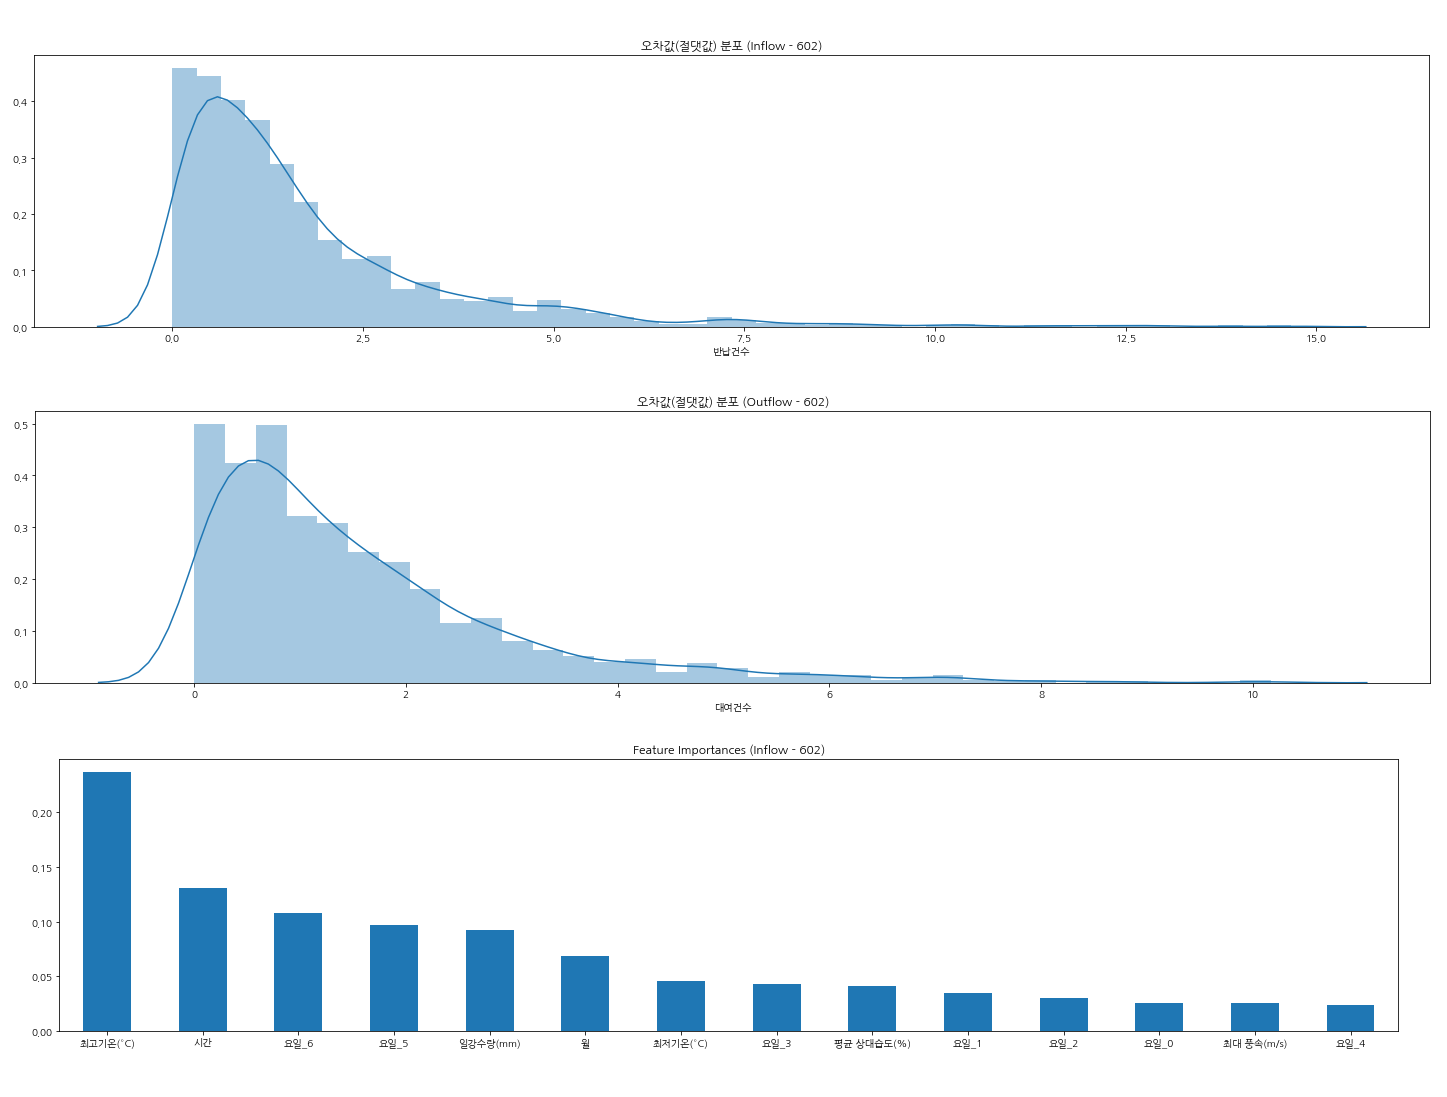 오차값(절댓값) 분포 (Inflow - 602)
0.4
0.3
0.2
0.1
0.0
0.0 2.5 5.0 7.5 10.0 12.5 15.0
반납건수
오차값(절댓값) 분포 (Outflow - 602)
0.5
0.4
0.3
0.2
0.1
0.0
0 2 4 6 8 10
대여건수
Feature Importances (Inflow - 602)
0.20
0.15
0.10
0.05
0.00
최고기온(°C) 시간 요일_6 요일_5 일강수량(mm) 월 최저기온(°C) 요일_3 평균 상대습도(%) 요일_1 요일_2 요일_0 최대 풍속(m/s) 요일_4